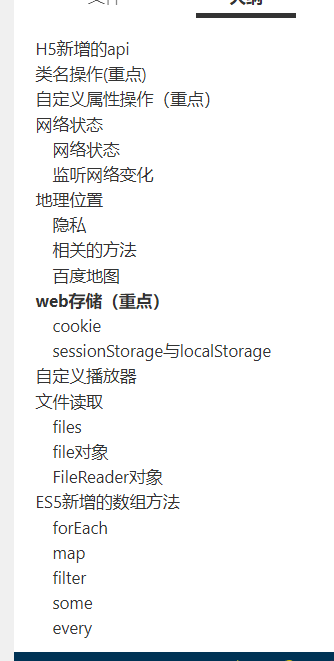 文件
大纲
H5新增的api
类名操作(重点)
自定义属性操作（重点）
网络状态
网络状态
监听网络变化
地理位置
隐私
相关的方法
百度地图
web存储（重点）
cookie
sessionStorage与localStorage
自定义播放器
文件读取
files
file对象
FileReader对象
ES5新增的数组方法
forEach
map
filter
some
every